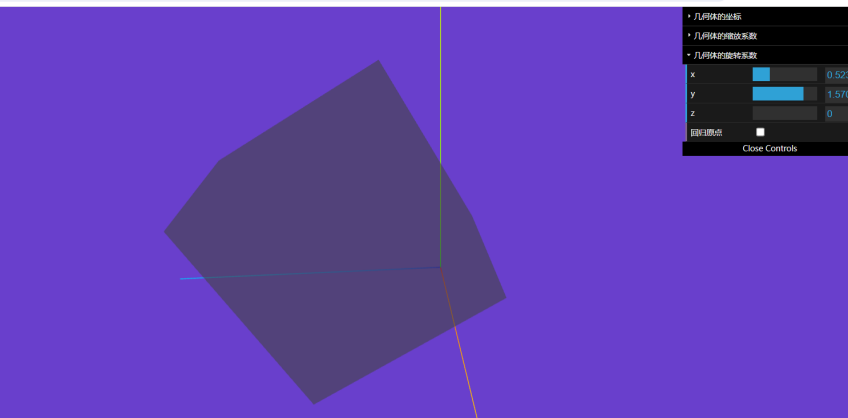 几何体的坐标
几何体的缩放系数
几何体的旋转系数
x 0.523
y 1.570
z 0
回归原点
Close Controls